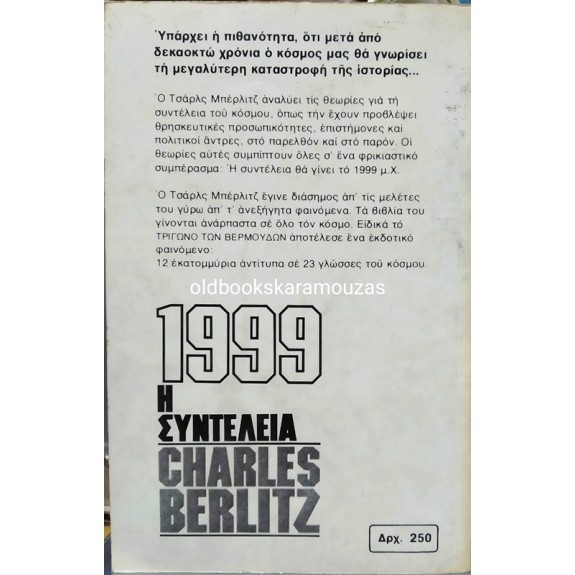 Ὑπάρχει ἡ πιθανότητα, ὅτι μετά ἀπό
δεκαοκτώ χρόνια ὁ κόσμος μας θά γνωρίσει
τή μεγαλύτερη καταστροφή τῆς ἱστορίας...
Ὁ Τσάρλς Μπέρλιτζ ἀναλύει τίς θεωρίες γιά τή
συντέλεια τοῦ κόσμου, ὅπως τήν ἔχουν προβλέψει
θρησκευτικές προσωπικότητες, ἐπιστήμονες καί
πολιτικοί ἄντρες, στό παρελθόν καί στό παρόν. Οἱ
θεωρίες αὐτές συμπίπτουν ὅλες σ' ἕνα φρικιαστικό
συμπέρασμα: Ἡ συντέλεια θά γίνει τό 1999 μ.Χ.
Ὁ Τσάρλς Μπέρλιτζ ἔγινε διάσημος ἀπ' τίς μελέτες
του γύρω ἀπ' τ' ἀνεξήγητα φαινόμενα. Τά βιβλία του
γίνονται ἀνάρπαστα σέ ὅλο τόν κόσμο. Εἰδικά τό
ΤΡΙΓΩΝΟ ΤΩΝ ΒΕΡΜΟΥΔΩΝ ἀποτέλεσε ἕνα ἐκδοτικό
φαινόμενο:
12 ἑκατομμύρια ἀντίτυπα σέ 23 γλῶσσες τοῦ κόσμου.
oldbookskaramouzas
1999
Η
ΣΥΝΤΕΛΕΙΑ
CHARLES
BERLITZ
Δρχ. 250